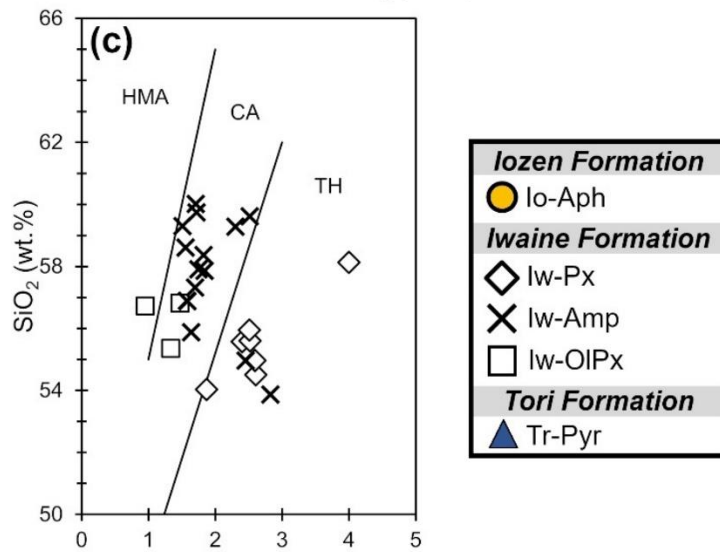 66
(c)
HMA
CA
62
TH
58
54
50
SiO2 (wt.%)
0 1 2 3 4 5
Iozen Formation
Io-Aph
Iwaine Formation
Iw-Px
Iw-Amp
Iw-OlPx
Tori Formation
Tr-Pyr